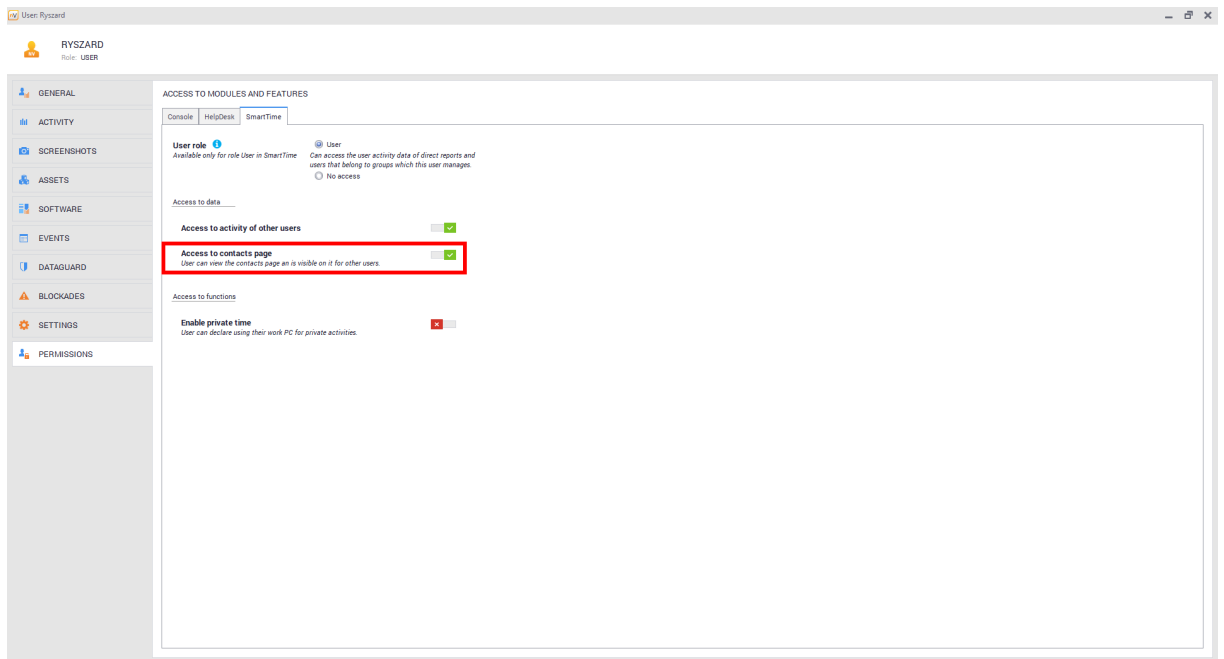 User: Ryszard
RYSZARD
Role: USER
GENERAL
ACTIVITY
SCREENSHOTS
ASSETS
SOFTWARE
EVENTS
DATAGUARD
BLOCKADES
SETTINGS
PERMISSIONS
ACCESS TO MODULES AND FEATURES
Console HelpDesk SmartTime
User role
Available only for role User in SmartTime
User
Can access the user activity data of direct reports and
users that belong to groups which this user manages.
No access
Access to data
Access to activity of other users
Access to contacts page
User can view the contacts page an is visible on it for other users.
Access to functions
Enable private time
User can declare using their work PC for private activities.